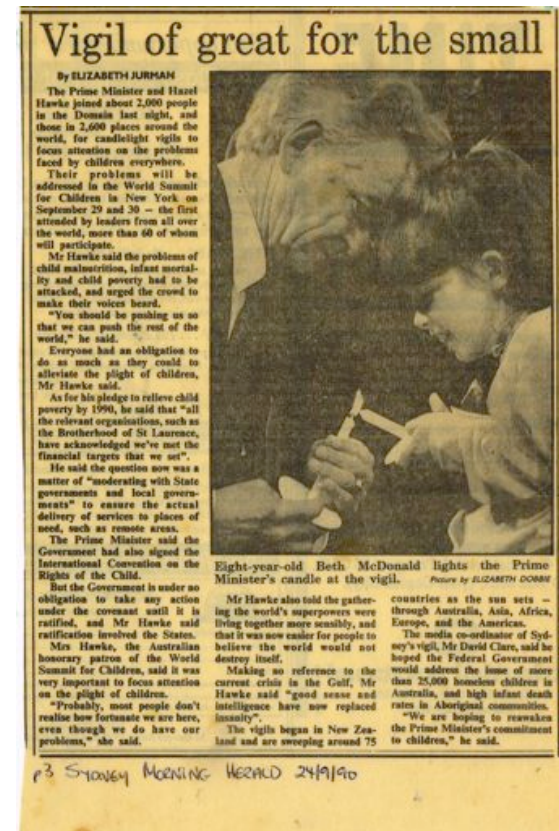 Vigil of great for the small
By ELIZABETH JURMAN
The Prime Minister and Hazel
Hawke joined about 2,000 people
in the Domain last night, and
those in 2,600 places around the
world, for candlelight vigils to
focus attention on the problems
faced by children everywhere.
Their problems will be
addressed in the World Summit
for Children in New York on
September 29 and 30 — the first
attended by leaders from all over
the world, more than 60 of whom
will participate.
Mr Hawke said the problems of
child malnutrition, infant mortal-
ity and child poverty had to be
attacked, and urged the crowd to
make their voices heard.
"You should be pushing us so
that we can push the rest of the
world," he said.
Everyone had an obligation to
do as much as they could to
alleviate the plight of children,
Mr Hawke said.
As for his pledge to relieve child
poverty by 1990, he said that "all
the relevant organisations, such as
the Brotherhood of St Laurence,
have acknowledged we've met the
financial targets that we set".
He said the question now was a
matter of "moderating with State
governments and local govern-
ments" to ensure the actual
delivery of services to places of
need, such as remote areas.
The Prime Minister said the
Government had also signed the
International Convention on the
Rights of the Child.
But the Government is under no
obligation to take any action
under the covenant until it is
ratified, and Mr Hawke said
ratification involved the States.
Mrs Hawke, the Australian
honorary patron of the World
Summit for Children, said it was
very important to focus attention
on the plight of children.
"Probably, most people don't
realise how fortunate we are here,
even though we do have our
problems," she said.
Eight-year-old Beth McDonald lights the Prime
Minister's candle at the vigil.
Picture by ELIZABETH DOBBIE
Mr Hawke also told the gather-
ing the world's superpowers were
living together more sensibly, and
that it was now easier for people to
believe the world would not
destroy itself.
Making no reference to the
current crisis in the Gulf, Mr
Hawke said "good sense and
intelligence have now replaced
insanity".
The vigils began in New Zea-
land and are sweeping around 75
countries as the sun sets —
through Australia, Asia, Africa,
Europe, and the Americas.
The media co-ordinator of Syd-
ney's vigil, Mr David Clare, said he
hoped the Federal Government
would address the issue of more
than 25,000 homeless children in
Australia, and high infant death
rates in Aboriginal communities.
"We are hoping to reawaken
the Prime Minister's commitment
to children," he said.
p3 SYDNEY MORNING HERALD 24/9/90